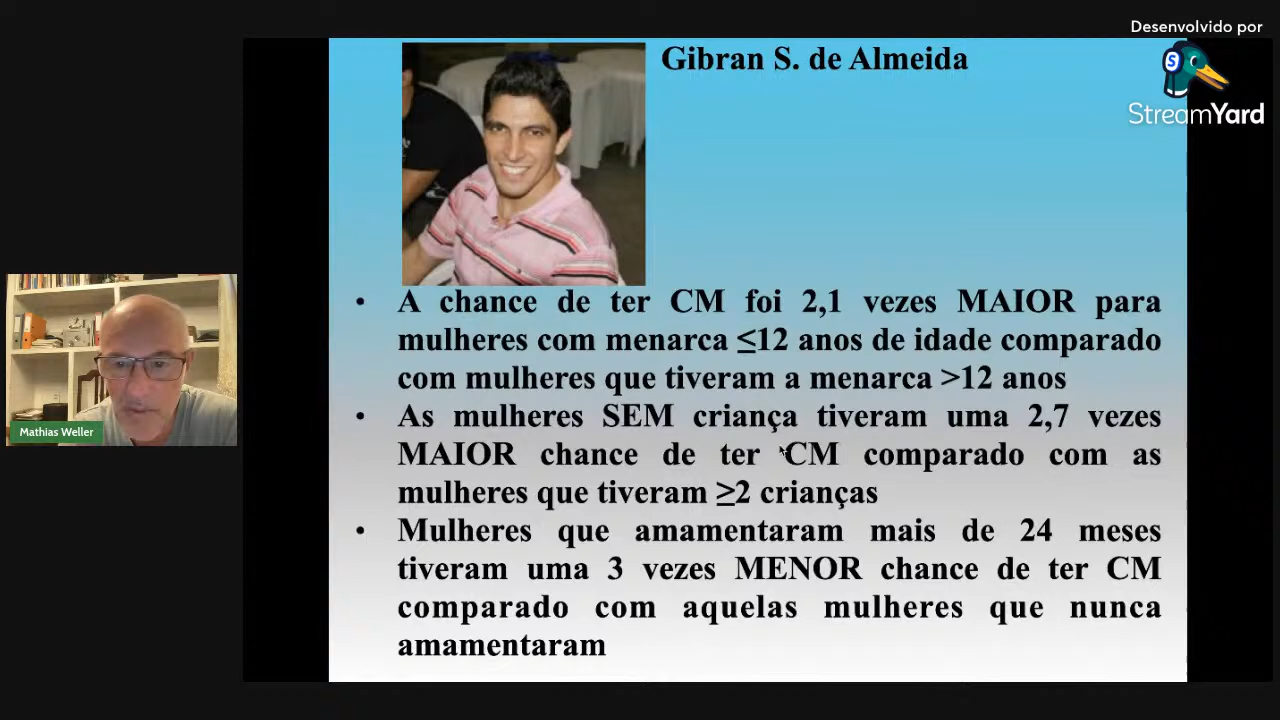 Desenvolvido por
StreamYard
Gibran S. de Almeida
• A chance de ter CM foi 2,1 vezes MAIOR para
mulheres com menarca ≤12 anos de idade comparado
com mulheres que tiveram a menarca >12 anos
• As mulheres SEM criança tiveram uma 2,7 vezes
MAIOR chance de ter CM comparado com as
mulheres que tiveram ≥2 crianças
• Mulheres que amamentaram mais de 24 meses
tiveram uma 3 vezes MENOR chance de ter CM
comparado com aquelas mulheres que nunca
amamentaram
Mathias Weller